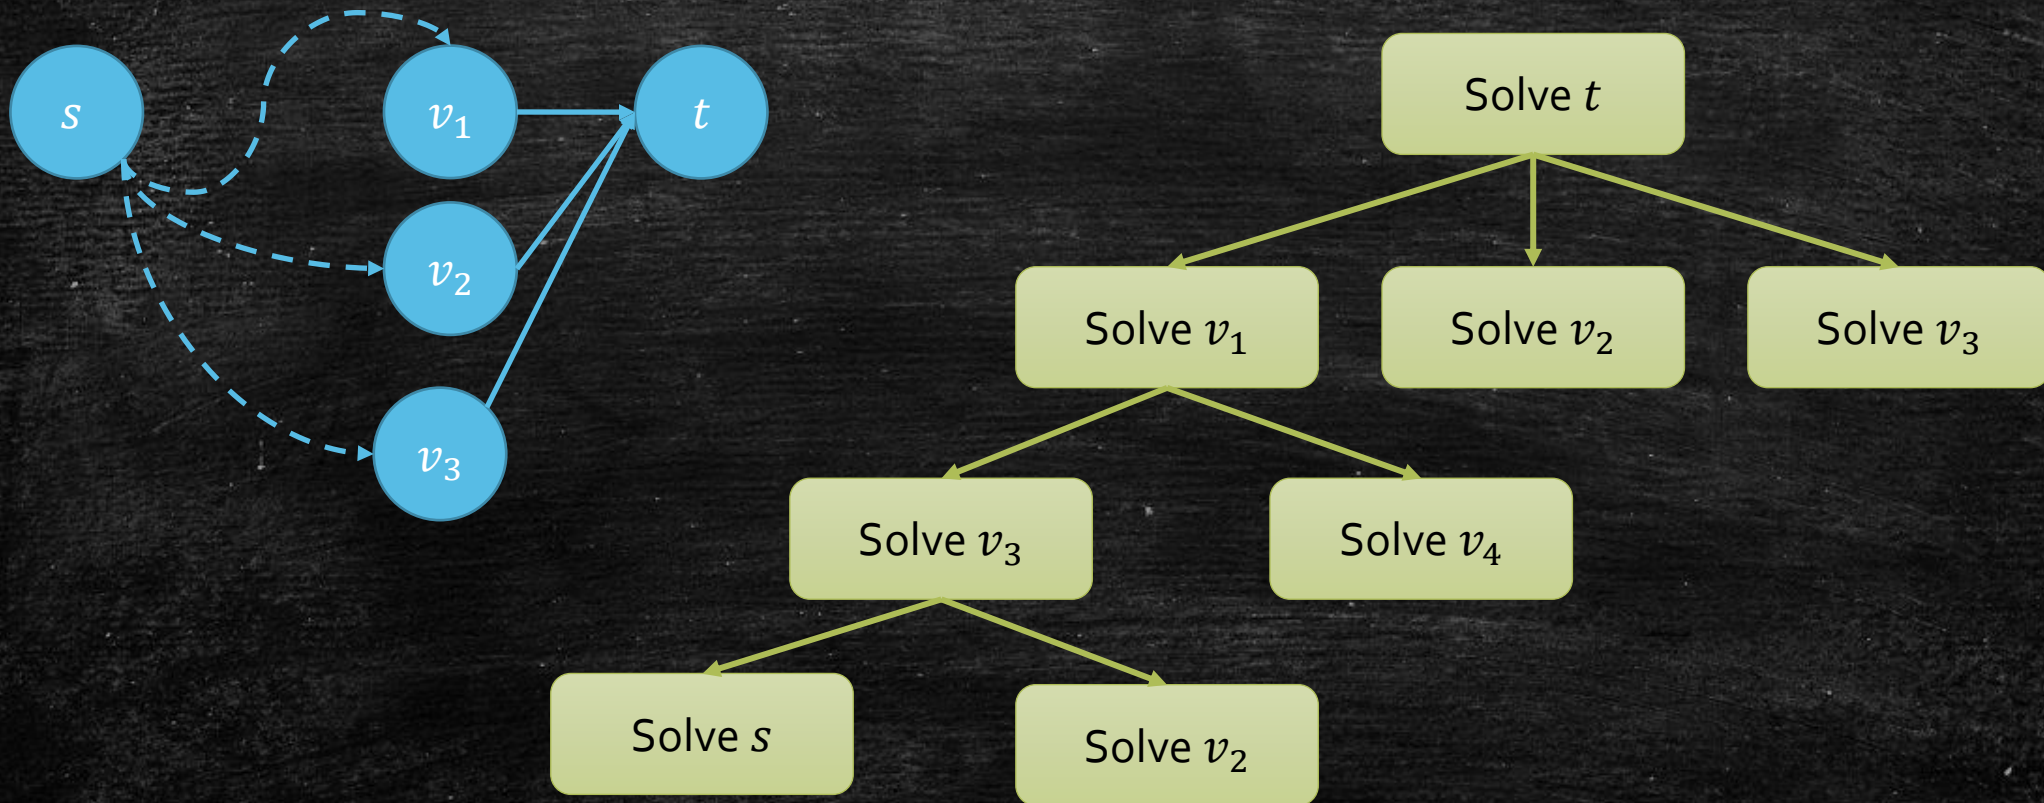 s
v₁
t
v₂
v₃
Solve t
Solve v₁
Solve v₂
Solve v₃
Solve v₃
Solve v₄
Solve s
Solve v₂